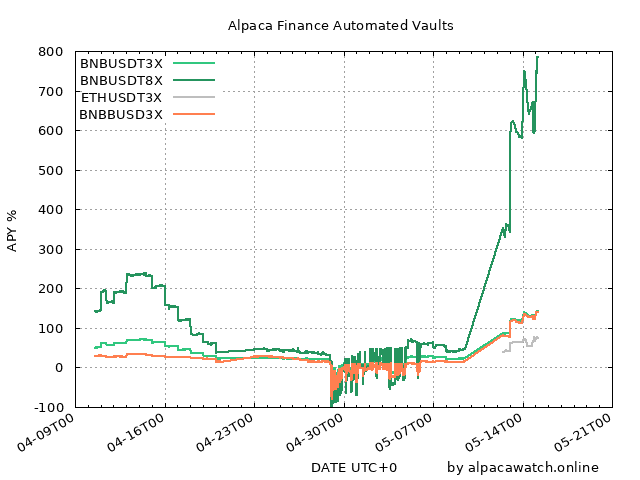 Alpaca Finance Automated Vaults
BNBUSDT3X
BNBUSDT8X
ETHUSDT3X
BNBBUSD3X
APY %
800
700
600
500
400
300
200
100
0
-100
04-09T00
04-16T00
04-23T00
04-30T00
05-07T00
05-14T00
05-21T00
DATE UTC+0
by alpacawatch.online